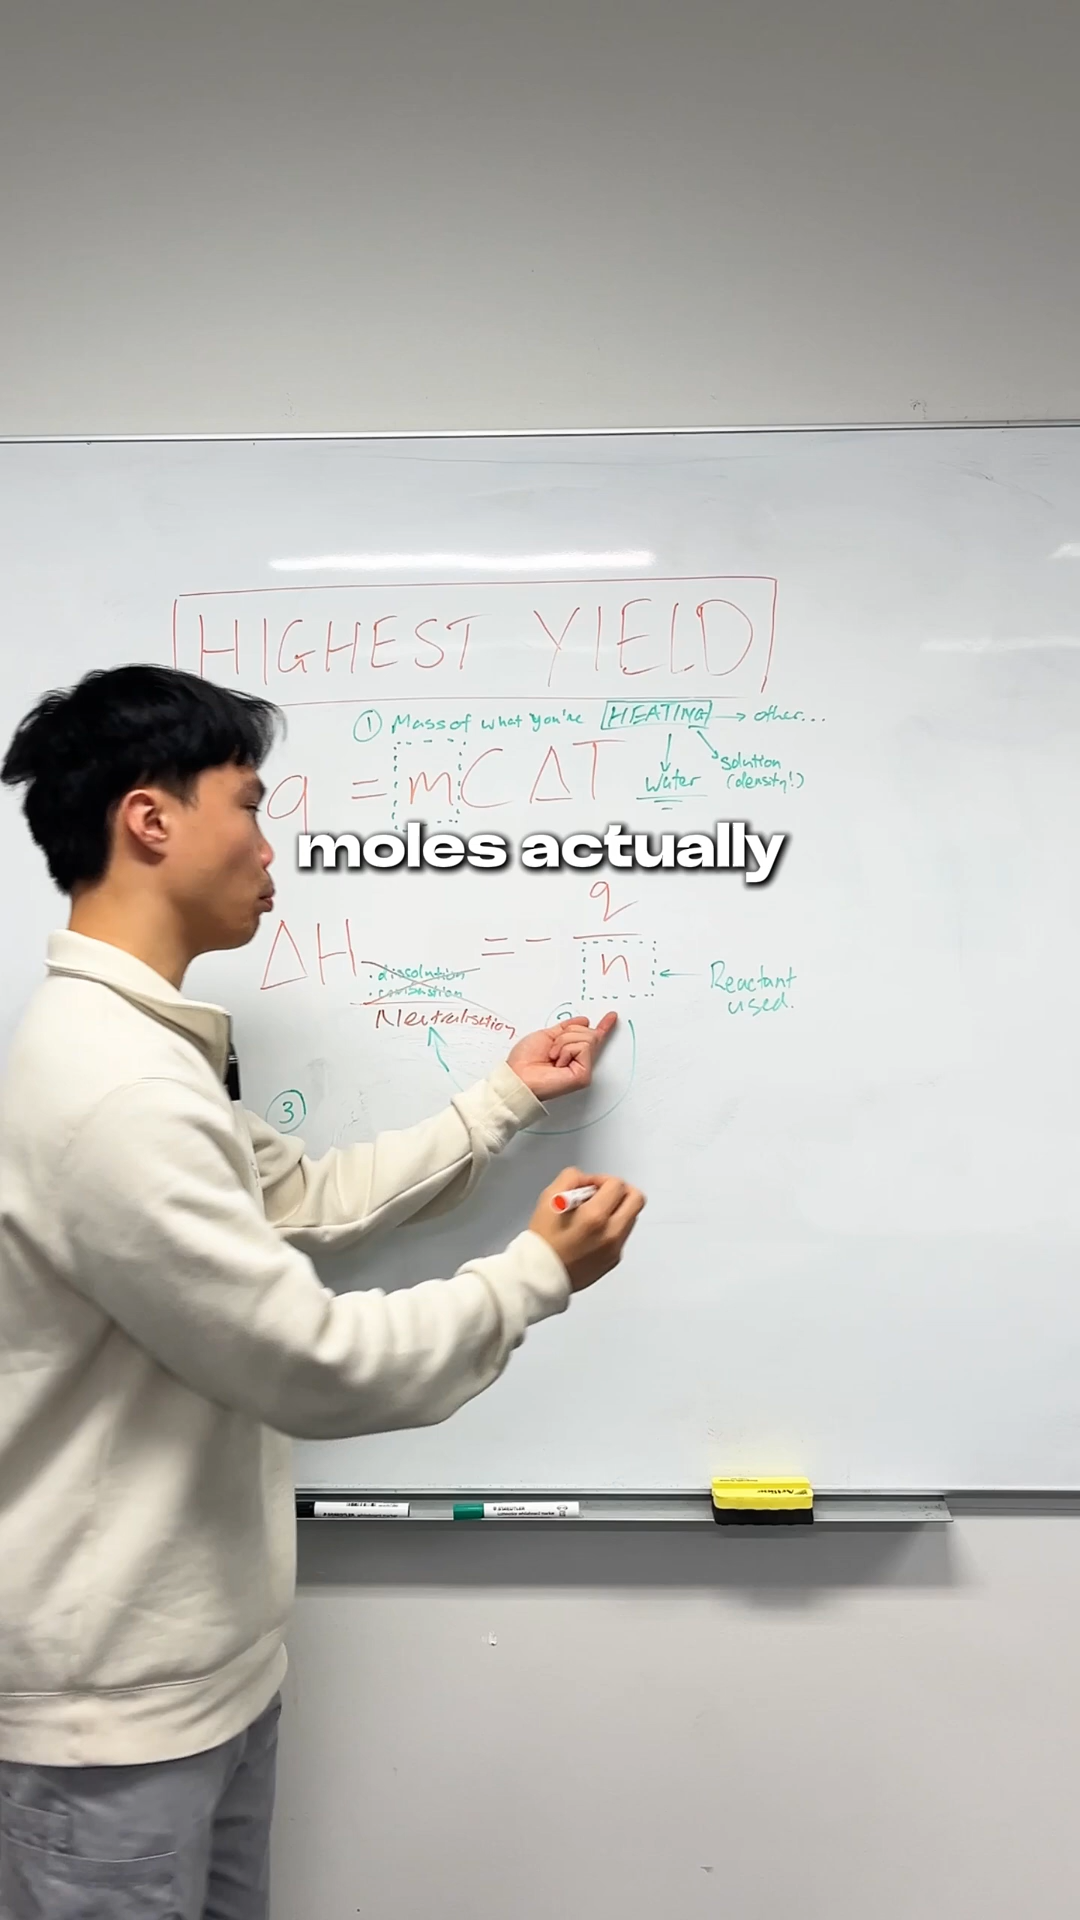 HIGHEST YIELD
① Mass of what you're HEATING → other...
water
solution
(density!)
q = mCΔT
moles actually
ΔH = - q
n
dissolution
combustion
Neutralisation
Reactant
used.
3
STAEDTLER